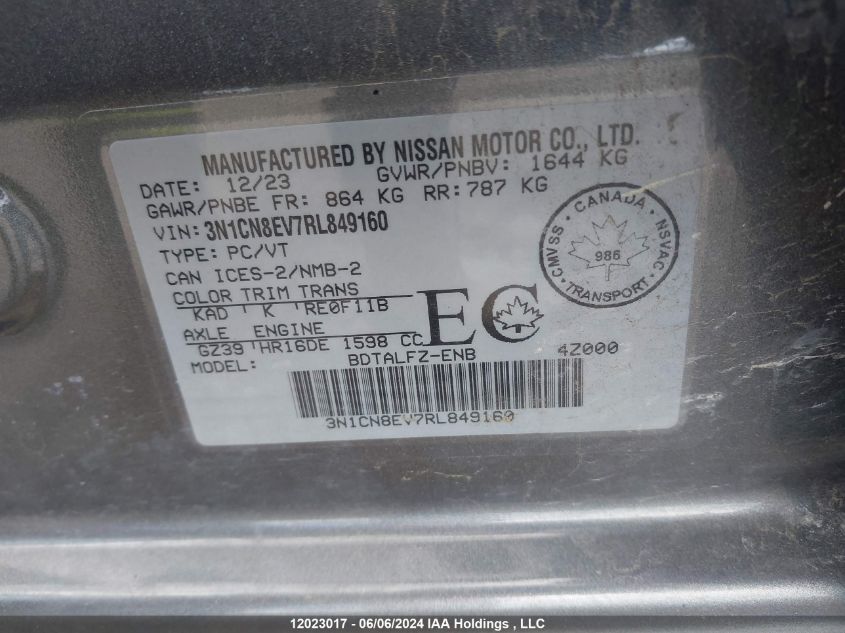 MANUFACTURED BY NISSAN MOTOR CO., LTD.
DATE: 12/23 GVWR/PNBV: 1644 KG
GAWR/PNBE FR: 864 KG RR: 787 KG
VIN: 3N1CN8EV7RL849160
TYPE: PC/VT
CAN ICES-2/NMB-2
COLOR TRIM TRANS
KAD K RE0F11B
AXLE ENGINE
GZ39 HR16DE 1598 CC
EC
MODEL: BDTALFZ-ENB 4Z000
3N1CN8EV7RL849160
CANADA
CMVSS NSVAC
986
TRANSPORT
12023017 - 06/06/2024 IAA Holdings , LLC